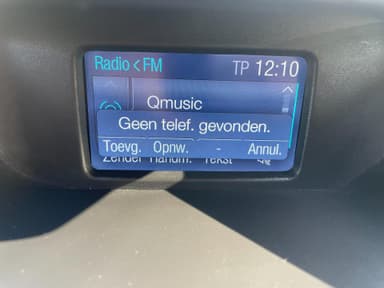 Radio < FM TP 12:10
Qmusic
Geen telef. gevonden.
Toevg. Opnw. - Annul.
Zender Handm. Tekst